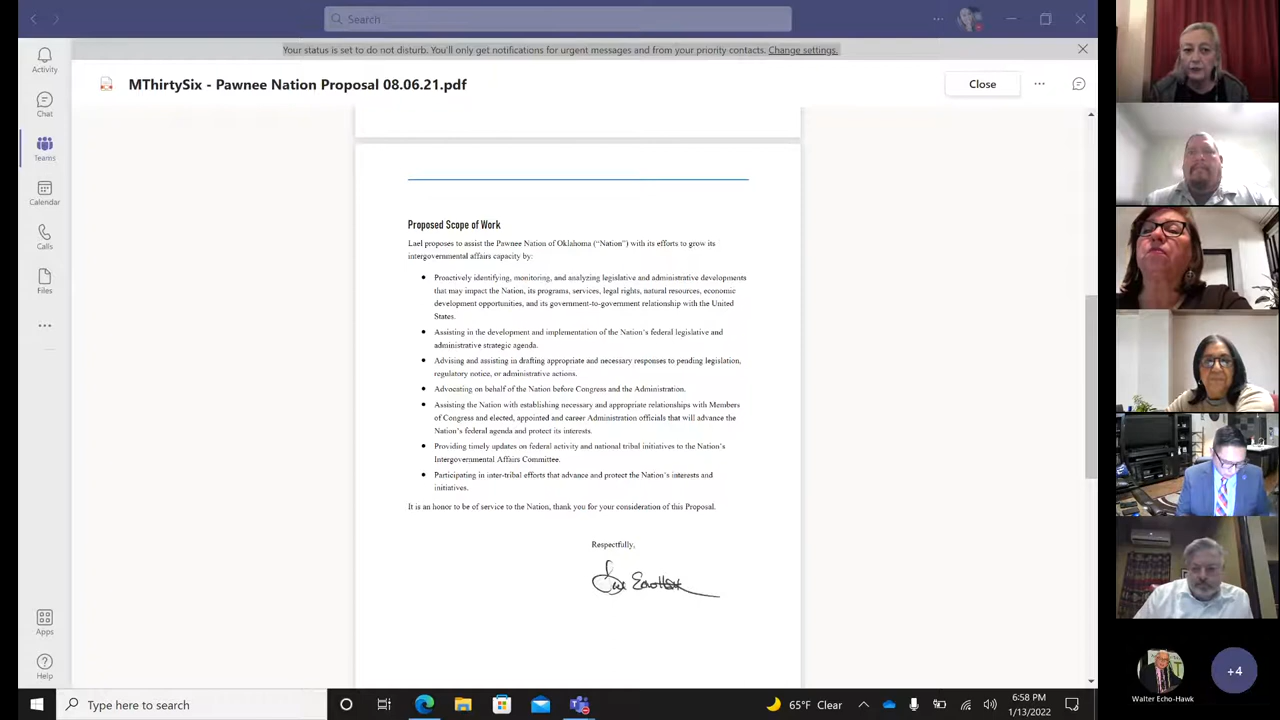 Search
Your status is set to do not disturb. You'll only get notifications for urgent messages and from your priority contacts. Change settings.
MThirtySix - Pawnee Nation Proposal 08.06.21.pdf
Close
Activity
Chat
Teams
Calendar
Calls
Files
Apps
Help
Proposed Scope of Work
Lael proposes to assist the Pawnee Nation of Oklahoma ("Nation") with its efforts to grow its
intergovernmental affairs capacity by:
• Proactively identifying, monitoring, and analyzing legislative and administrative developments
that may impact the Nation, its programs, services, legal rights, natural resources, economic
development opportunities, and its government-to-government relationship with the United
States.
• Assisting in the development and implementation of the Nation's federal legislative and
administrative strategic agenda.
• Advising and assisting in drafting appropriate and necessary responses to pending legislation,
regulatory notice, or administrative actions.
• Advocating on behalf of the Nation before Congress and the Administration.
• Assisting the Nation with establishing necessary and appropriate relationships with Members
of Congress and elected, appointed and career Administration officials that will advance the
Nation's federal agenda and protect its interests.
• Providing timely updates on federal activity and national tribal initiatives to the Nation's
Intergovernmental Affairs Committee.
• Participating in inter-tribal efforts that advance and protect the Nation's interests and
initiatives.
It is an honor to be of service to the Nation, thank you for your consideration of this Proposal.
Respectfully,
Walter Echo-Hawk
+4
Type here to search
65°F Clear
6:58 PM
1/13/2022